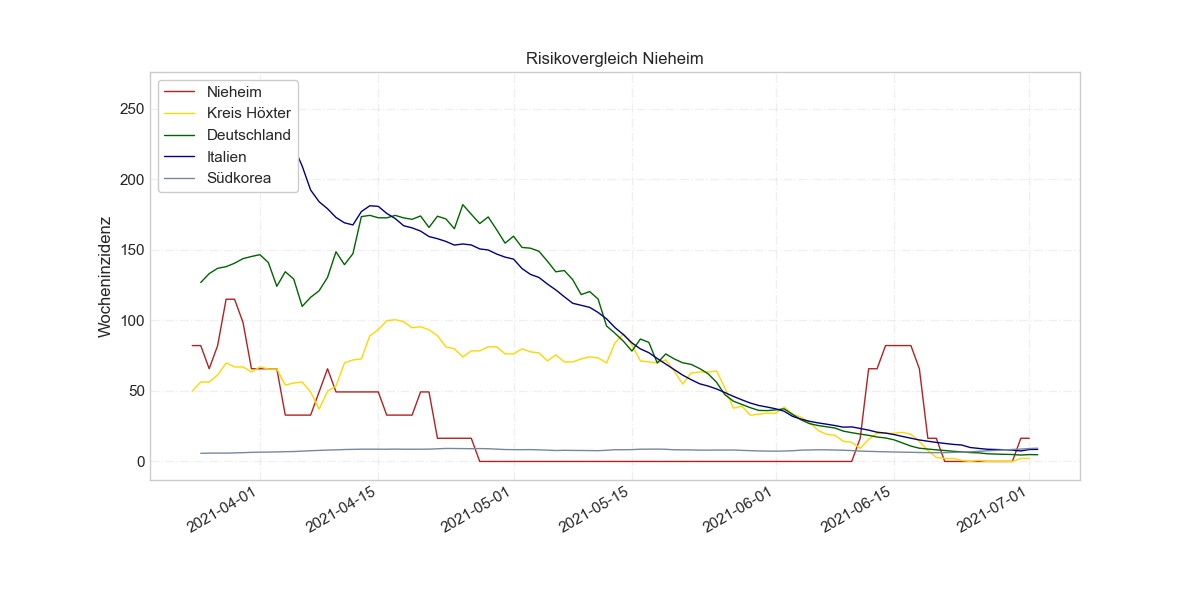 Risikovergleich Nieheim
Nieheim
Kreis Höxter
Deutschland
Italien
Südkorea
Wocheninzidenz
250
200
150
100
50
0
2021-04-01
2021-04-15
2021-05-01
2021-05-15
2021-06-01
2021-06-15
2021-07-01